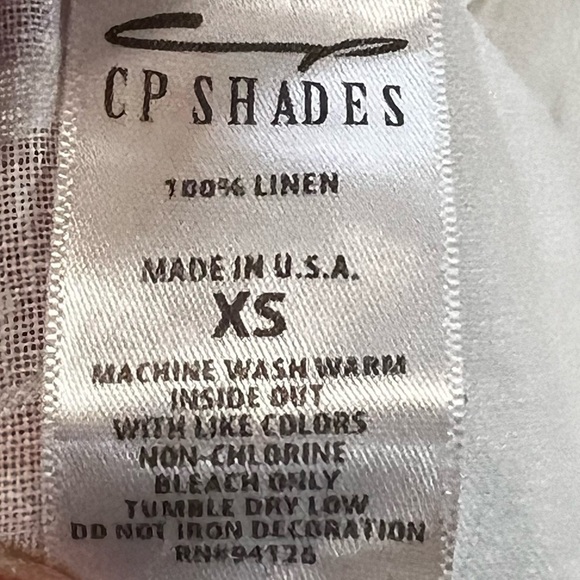 CP SHADES
100% LINEN
MADE IN U.S.A.
XS
MACHINE WASH WARM
INSIDE OUT
WITH LIKE COLORS
NON-CHLORINE
BLEACH ONLY
TUMBLE DRY LOW
DO NOT IRON DECORATION
RN#94126